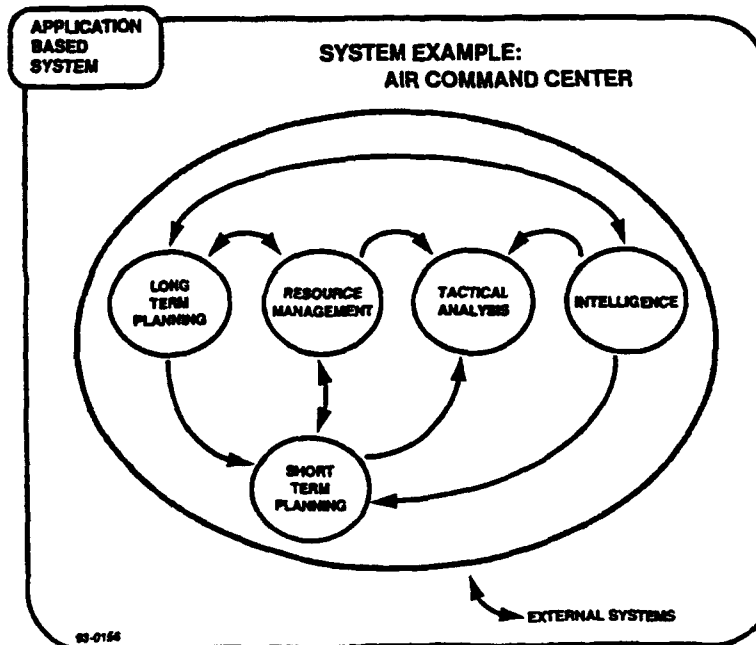 APPLICATION
BASED
SYSTEM
SYSTEM EXAMPLE:
AIR COMMAND CENTER
LONG
TERM
PLANNING
RESOURCE
MANAGEMENT
TACTICAL
ANALYSIS
INTELLIGENCE
SHORT
TERM
PLANNING
EXTERNAL SYSTEMS
93-0156